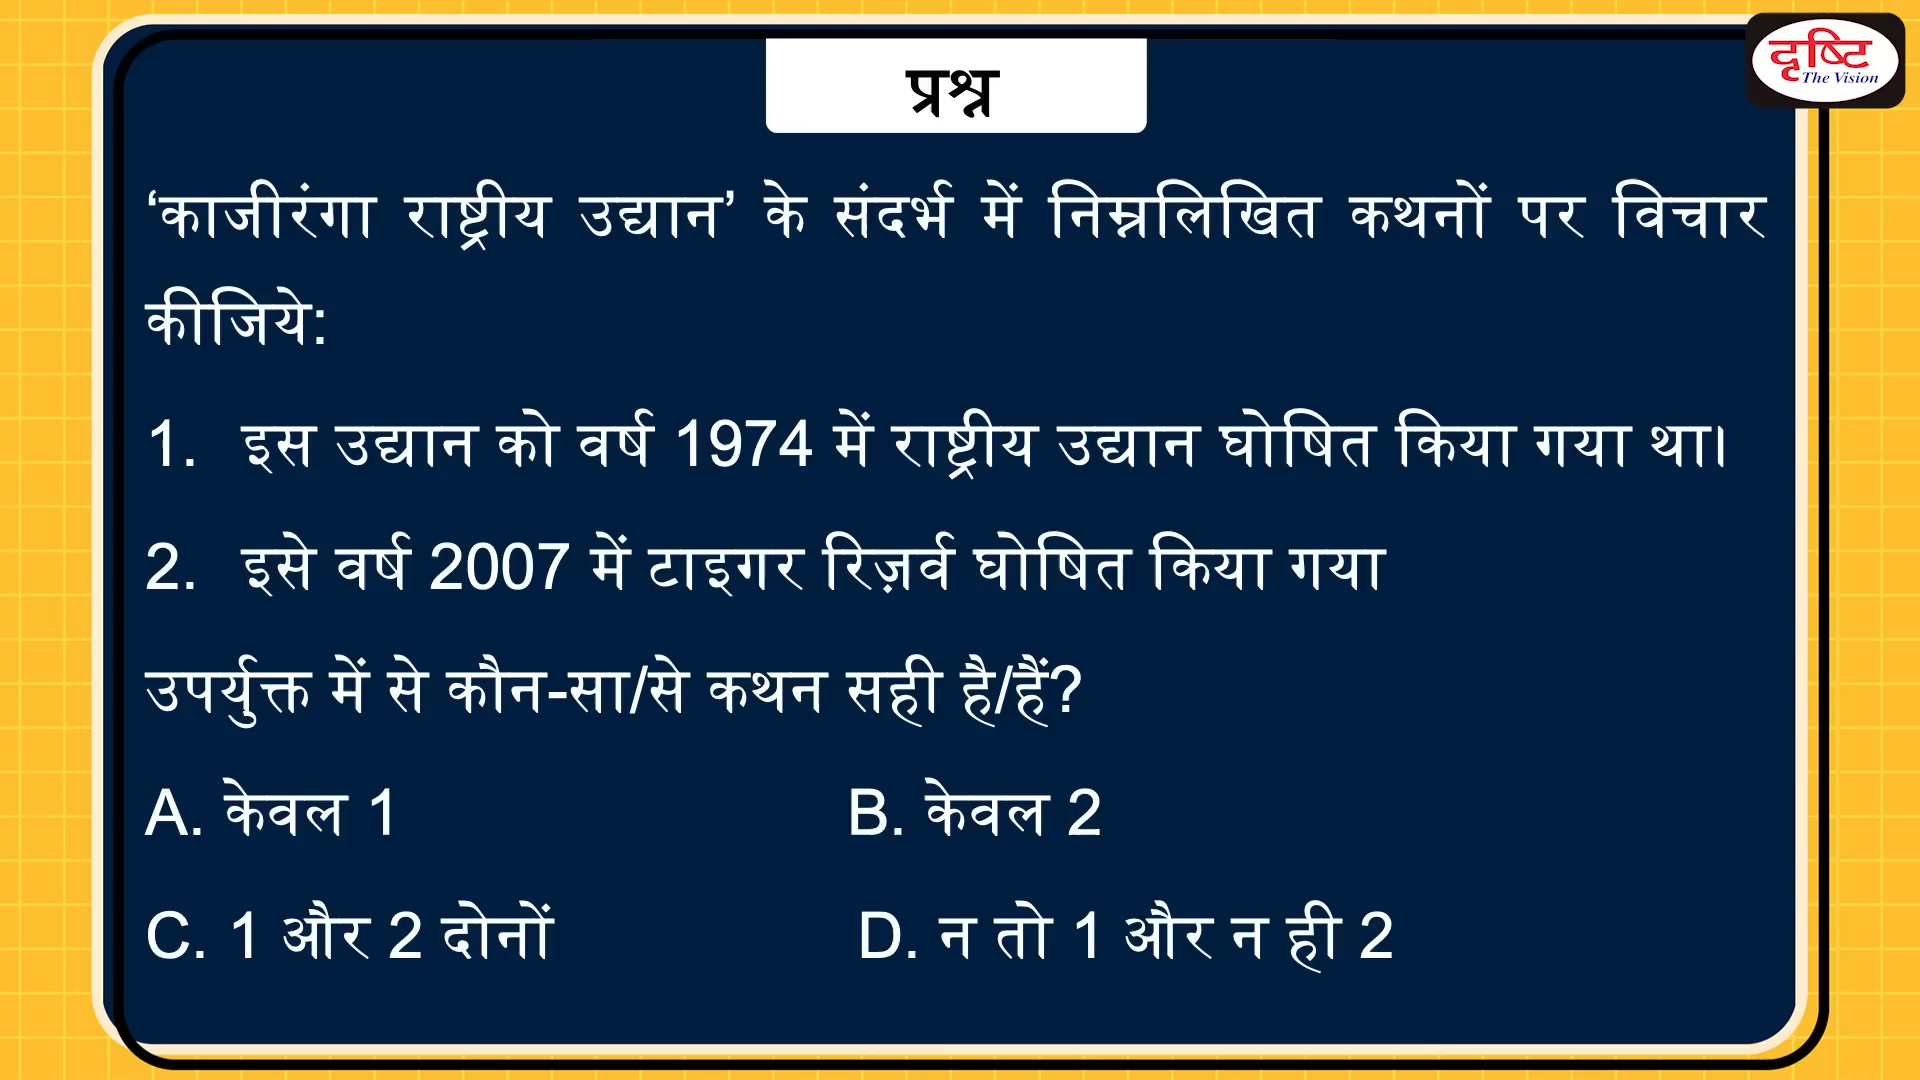 दृष्टि
The Vision
प्रश्न
‘काजीरंगा राष्ट्रीय उद्यान’ के संदर्भ में निम्नलिखित कथनों पर विचार
कीजिये:
1. इस उद्यान को वर्ष 1974 में राष्ट्रीय उद्यान घोषित किया गया था।
2. इसे वर्ष 2007 में टाइगर रिज़र्व घोषित किया गया
उपर्युक्त में से कौन-सा/से कथन सही है/हैं?
A. केवल 1 B. केवल 2
C. 1 और 2 दोनों D. न तो 1 और न ही 2